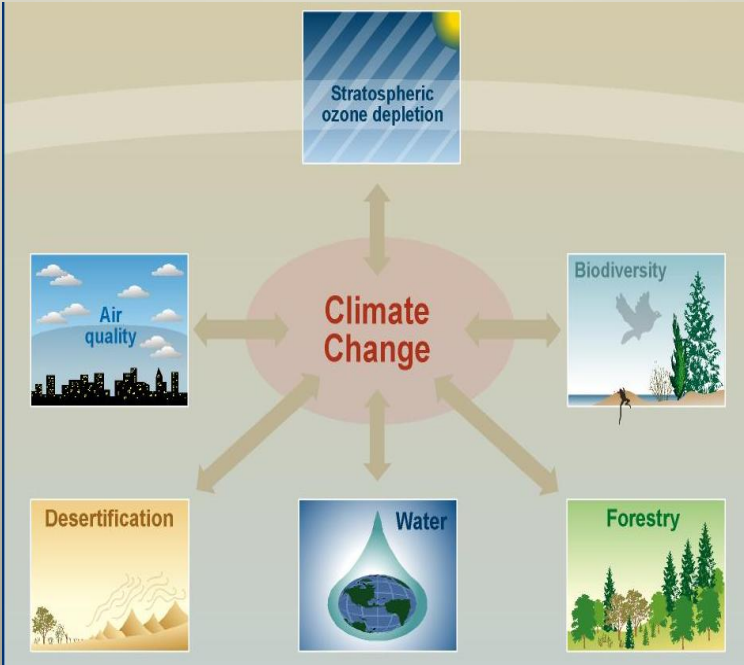 Stratospheric
ozone depletion
Air
quality
Climate
Change
Biodiversity
Desertification
Water
Forestry